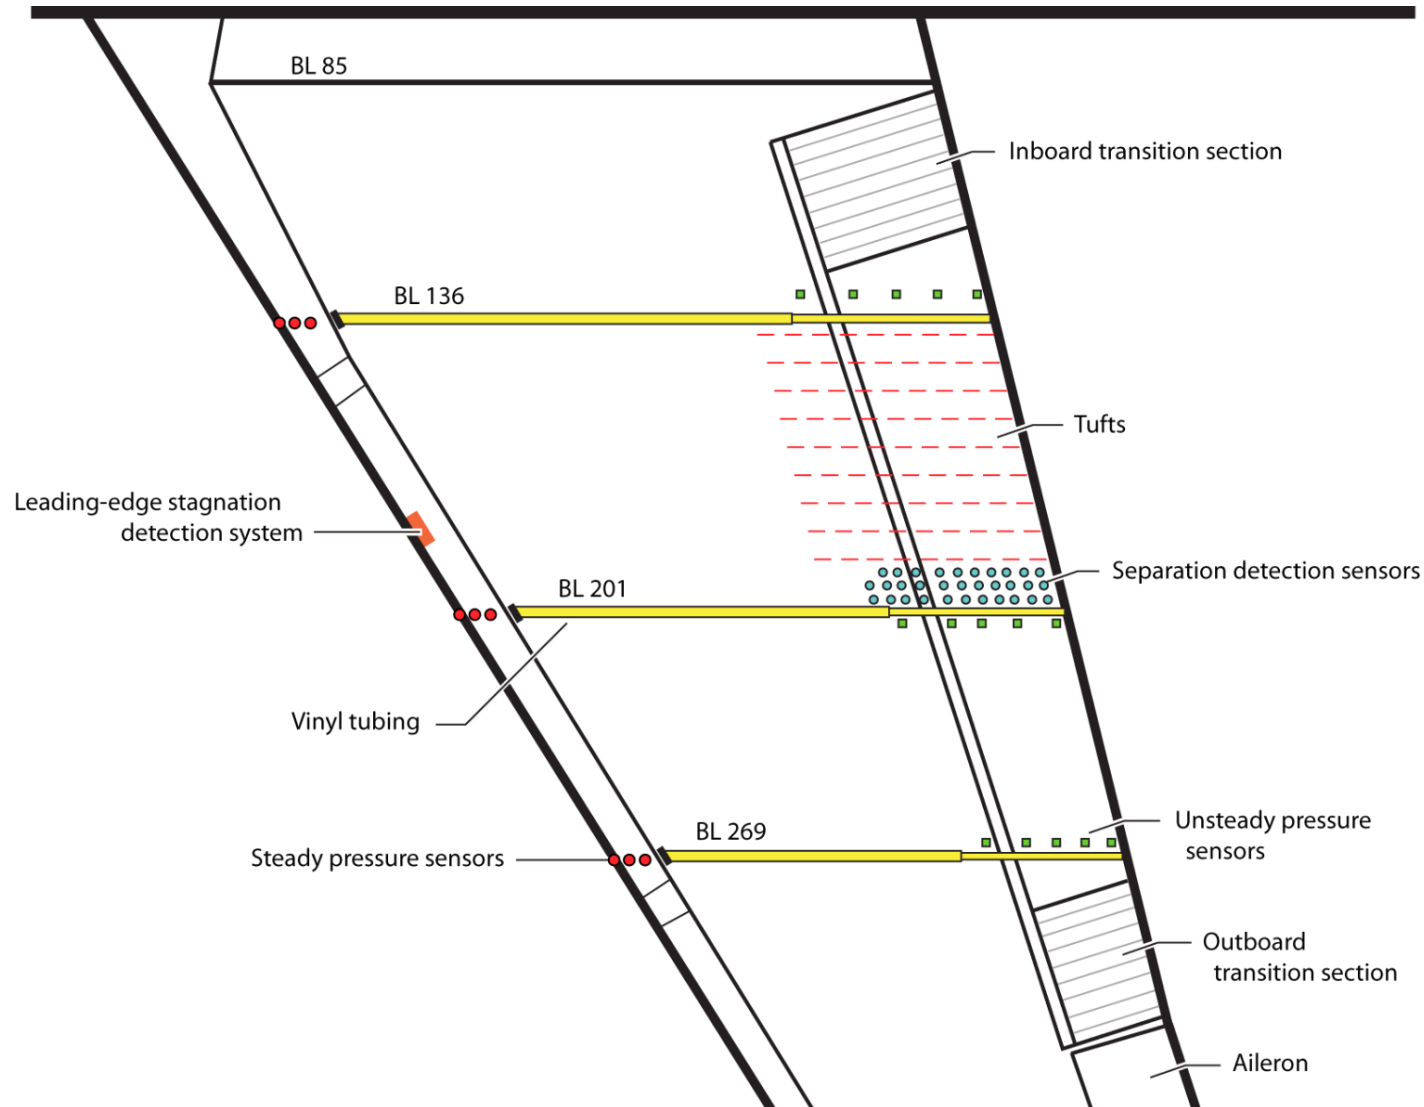 BL 85
Inboard transition section
BL 136
Tufts
Leading-edge stagnation
detection system
Separation detection sensors
BL 201
Vinyl tubing
BL 269
Unsteady pressure
sensors
Steady pressure sensors
Outboard
transition section
Aileron